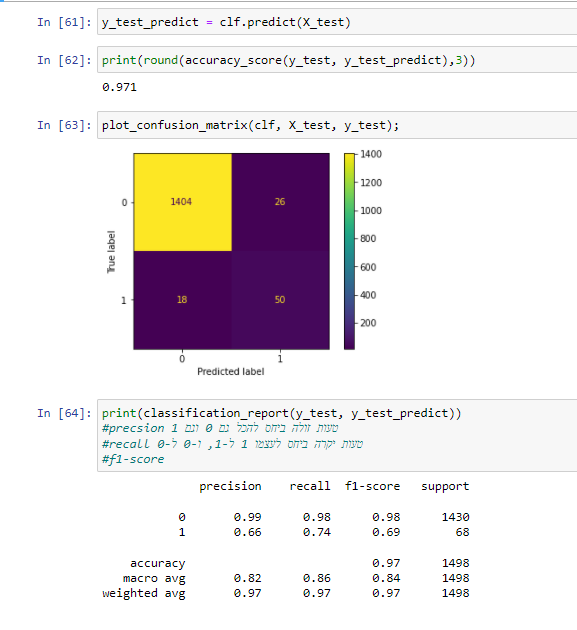 In [61]: y_test_predict = clf.predict(X_test)
In [62]: print(round(accuracy_score(y_test, y_test_predict),3))
0.971
In [63]: plot_confusion_matrix(clf, X_test, y_test);
1404 26
18 50
0
1
True label
0 1
Predicted label
1400
1200
1000
800
600
400
200
In [64]: print(classification_report(y_test, y_test_predict))
#precsion טעות זולה ביחס להכל גם 0 וגם 1
#recall טעות יקרה ביחס לעצמו 1 ל-1, ו-0 ל-0
#f1-score
precision recall f1-score support
0 0.99 0.98 0.98 1430
1 0.66 0.74 0.69 68
accuracy 0.97 1498
macro avg 0.82 0.86 0.84 1498
weighted avg 0.97 0.97 0.97 1498